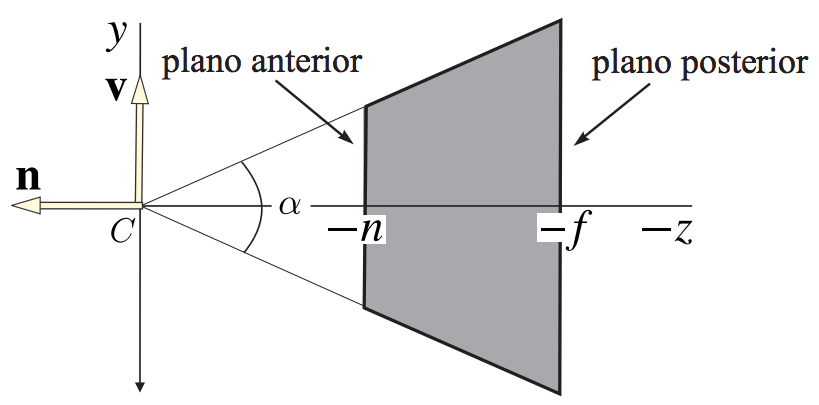 y
plano anterior
plano posterior
v
n
C
α
−n
−f
−z